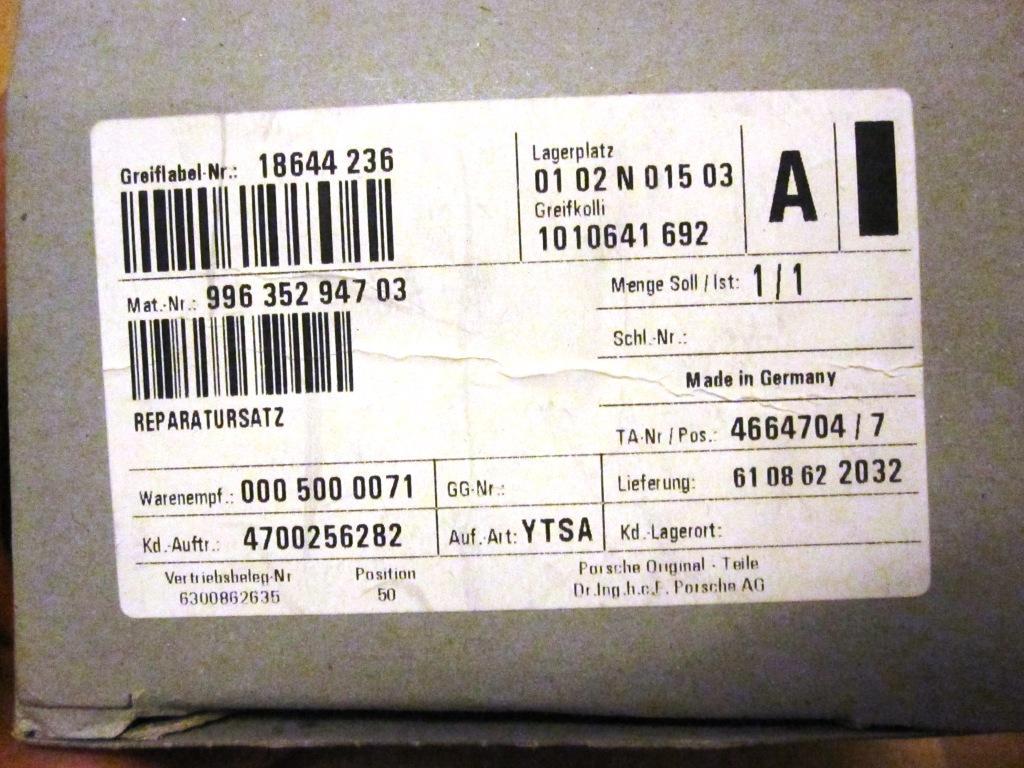 Greiflabel-Nr.: 18644 236
Lagerplatz
01 02 N 015 03
Greifkolli
1010641 692
A
Mat.-Nr.: 996 352 947 03
REPARATURSATZ
Menge Soll / Ist: 1 / 1
Schl.-Nr.:
Made in Germany
TA-Nr / Pos.: 4664704 / 7
Warenempf.: 000 500 0071
GG-Nr.:
Lieferung: 61 08 62 2032
Kd.-Auftr.: 4700256282
Auf.-Art: YTSA
Kd.-Lagerort:
Vertriebsbeleg-Nr Position
6300862635 50
Porsche Original - Teile
Dr.Ing.h.c.F. Porsche AG